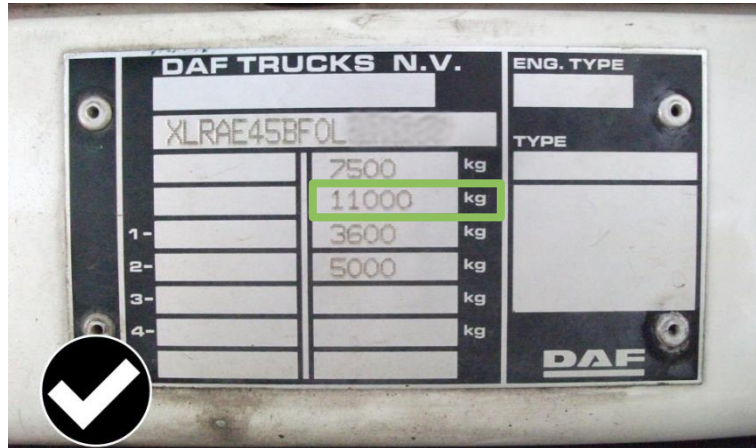 DAF TRUCKS N.V.
ENG. TYPE
XLRAE45BF0L
TYPE
7500 kg
11000 kg
1- 3600 kg
2- 5000 kg
3- kg
4- kg
DAF